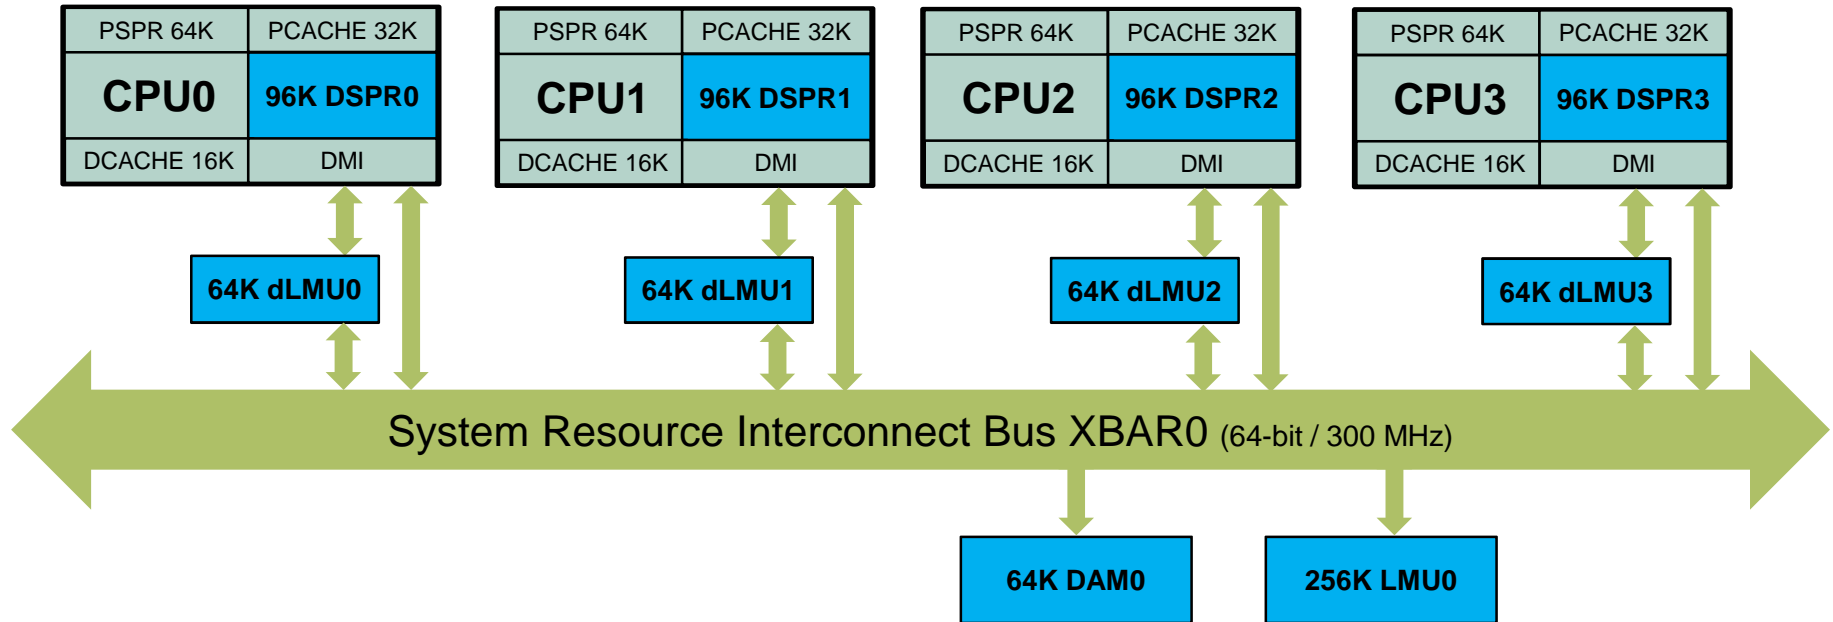 PSPR 64K PCACHE 32K
CPU0 96K DSPR0
DCACHE 16K DMI
PSPR 64K PCACHE 32K
CPU1 96K DSPR1
DCACHE 16K DMI
PSPR 64K PCACHE 32K
CPU2 96K DSPR2
DCACHE 16K DMI
PSPR 64K PCACHE 32K
CPU3 96K DSPR3
DCACHE 16K DMI
64K dLMU0
64K dLMU1
64K dLMU2
64K dLMU3
System Resource Interconnect Bus XBAR0 (64-bit / 300 MHz)
64K DAM0
256K LMU0